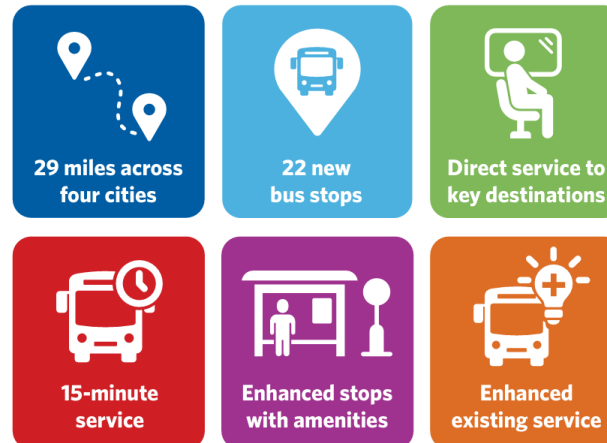 29 miles across
four cities
22 new
bus stops
Direct service to
key destinations
15-minute
service
Enhanced stops
with amenities
Enhanced
existing service